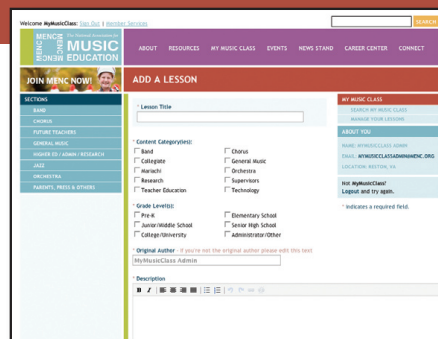 Welcome MyMusicClass: Sign Out | Member Services
SEARCH
MENC
MENC
MENC
MENC
The National Association for
MUSIC
EDUCATION
ABOUT RESOURCES MY MUSIC CLASS EVENTS NEWS STAND CAREER CENTER CONNECT
JOIN MENC NOW!
ADD A LESSON
SECTIONS
BAND
CHORUS
FUTURE TEACHERS
GENERAL MUSIC
HIGHER ED / ADMIN / RESEARCH
JAZZ
ORCHESTRA
PARENTS, PRESS & OTHERS
* Lesson Title
* Content Category(ies):
Band Chorus
Collegiate General Music
Mariachi Orchestra
Research Supervisors
Teacher Education Technology
* Grade Level(s):
Pre-K Elementary School
Junior/Middle School Senior High School
College/University Administrator/Other
* Original Author - If you're not the original author please edit this text
MyMusicClass Admin
* Description
B I
MY MUSIC CLASS
SEARCH MY MUSIC CLASS
MANAGE YOUR LESSONS
ABOUT YOU
NAME: MYMUSICCLASS ADMIN
EMAIL: MYMUSICCLASSADMIN@MENC.ORG
LOCATION: RESTON, VA
Not MyMusicClass?
Logout and try again.
* Indicates a required field.